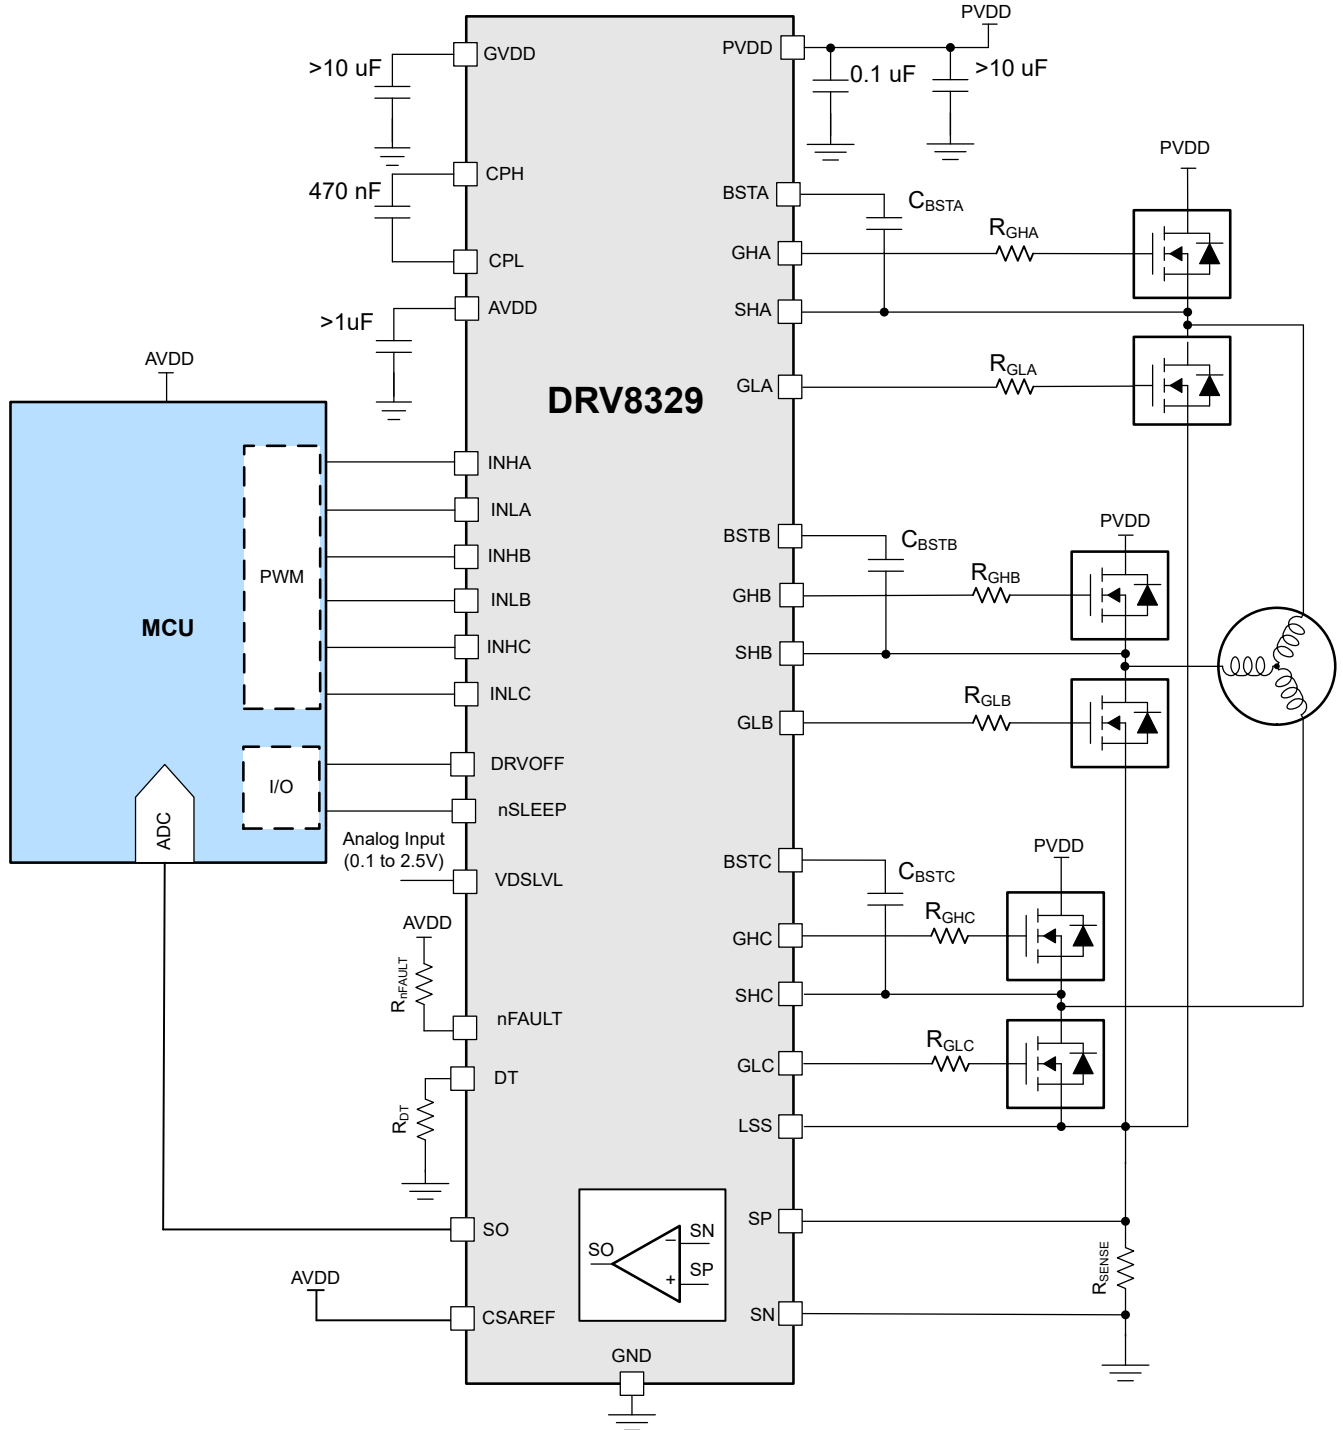 PVDD
GVDD
PVDD
>10 uF
0.1 uF
>10 uF
PVDD
CPH
470 nF
BSTA
CBSTA
RGHA
GHA
CPL
AVDD
SHA
>1uF
AVDD
RGLA
GLA
DRV8329
INHA
INLA
PVDD
BSTB
CBSTB
INHB
PWM
RGHB
GHB
INLB
MCU
INHC
SHB
INLC
RGLB
GLB
DRVOFF
I/O
nSLEEP
ADC
Analog Input
(0.1 to 2.5V)
PVDD
BSTC
CBSTC
VDSLVL
RGHC
AVDD
GHC
RnFAULT
SHC
nFAULT
RGLC
GLC
DT
RDT
LSS
SP
SO
SN
SO
SP
–
+
RSENSE
AVDD
CSAREF
SN
GND